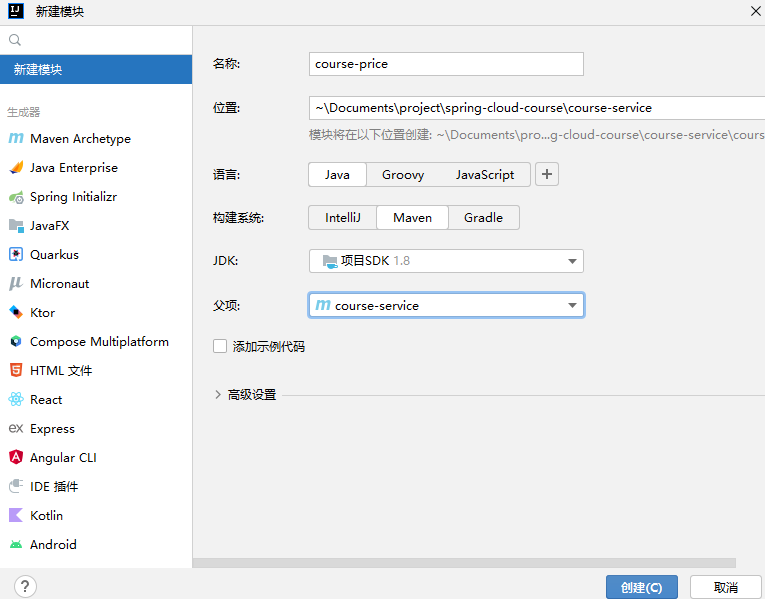 新建模块
新建模块
生成器
Maven Archetype
Java Enterprise
Spring Initializr
JavaFX
Quarkus
Micronaut
Ktor
Compose Multiplatform
HTML 文件
React
Express
Angular CLI
IDE 插件
Kotlin
Android
名称: course-price
位置: ~\Documents\project\spring-cloud-course\course-service
模块将在以下位置创建: ~\Documents\pro...g-cloud-course\course-service\cours
语言: Java Groovy JavaScript +
构建系统: IntelliJ Maven Gradle
JDK: 项目SDK 1.8
父项: m course-service
添加示例代码
高级设置
? 创建(C) 取消